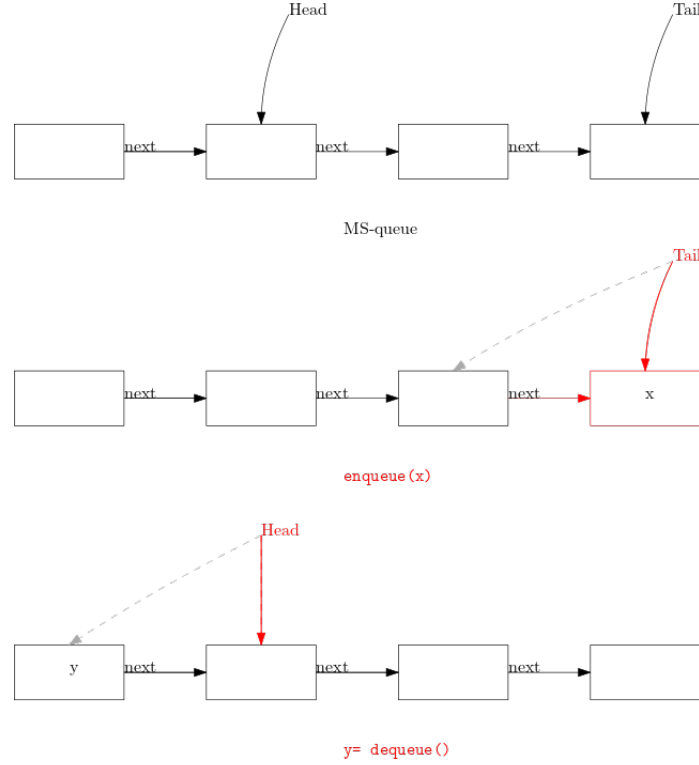 Head Tail
next next next
MS-queue
Tail
next next next x
enqueue(x)
Head
y next next next
y= dequeue()